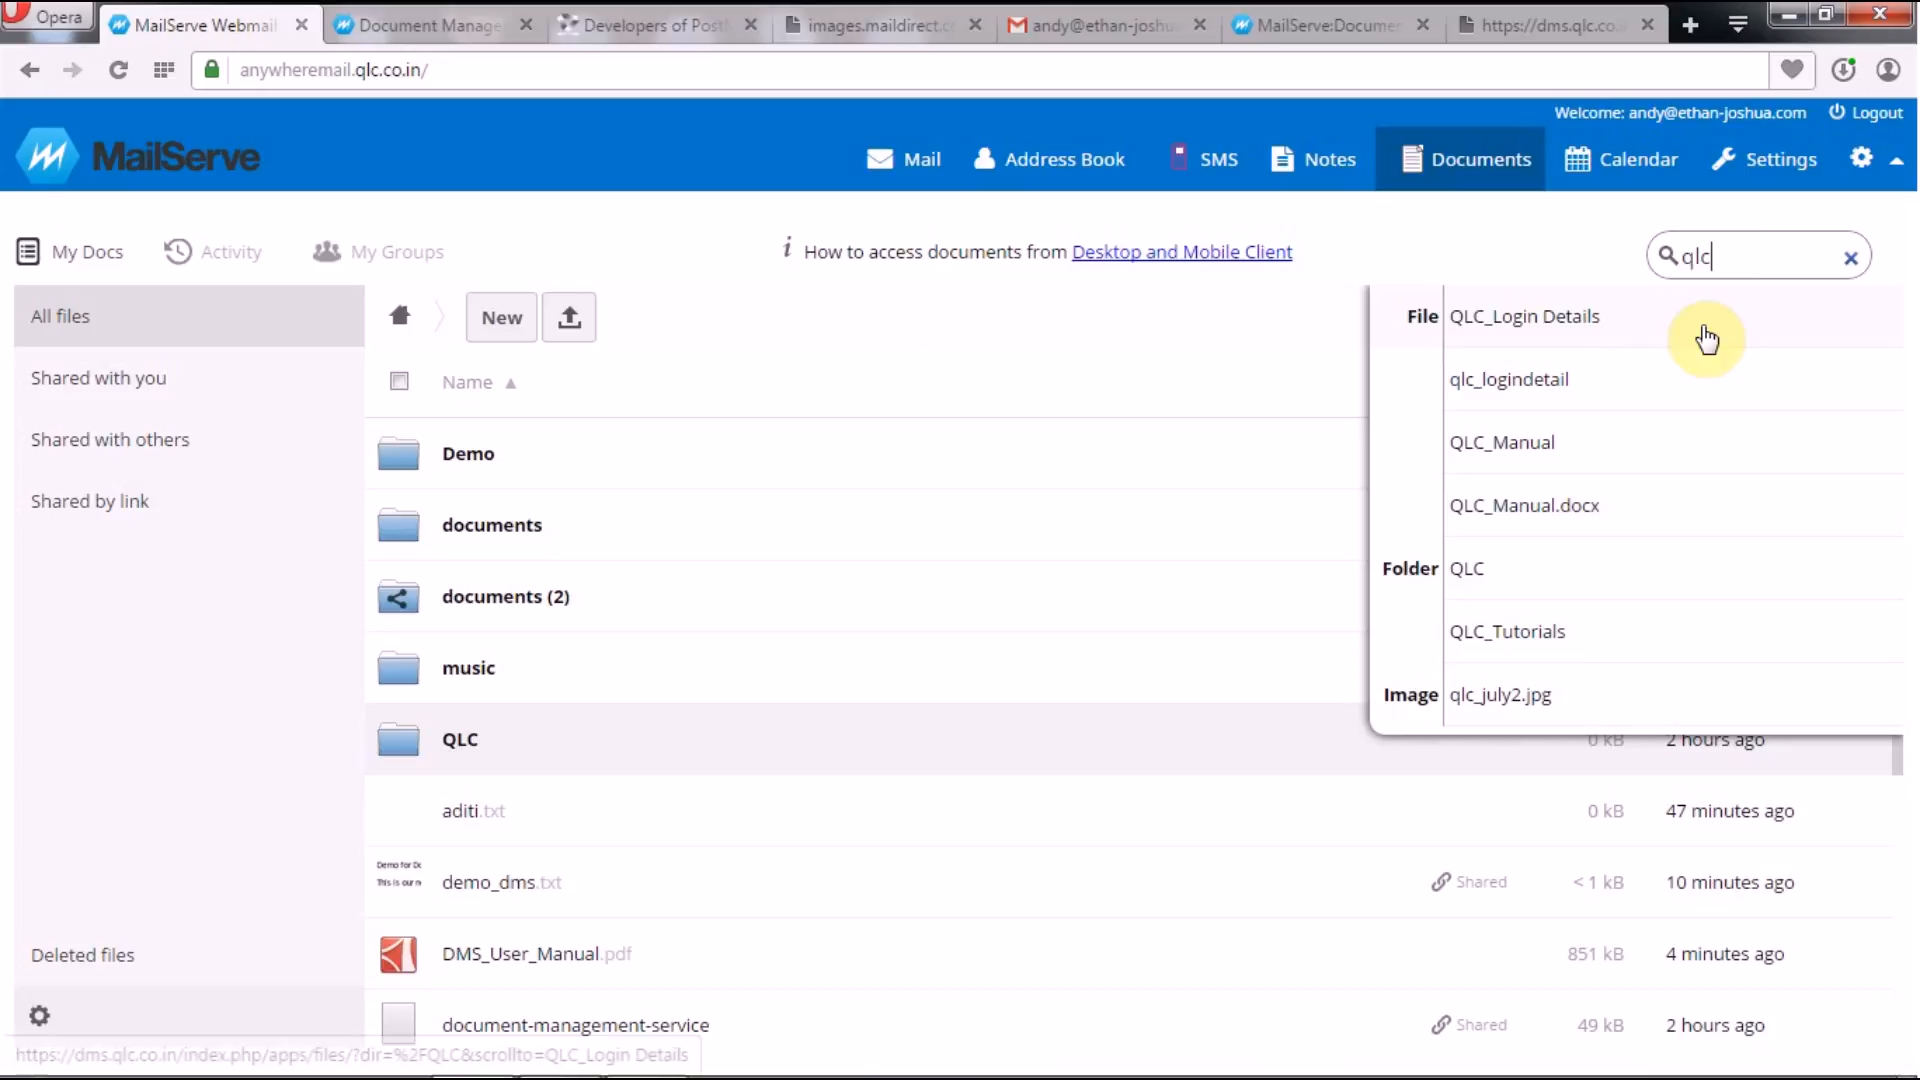 Opera
MailServe Webmail
Document Manage
Developers of Post
images.maildirect.c
andy@ethan-joshu
MailServe:Documen
https://dms.qlc.co.
anywheremail.qlc.co.in/
Welcome: andy@ethan-joshua.com
Logout
MailServe
Mail
Address Book
SMS
Notes
Documents
Calendar
Settings
My Docs
Activity
My Groups
How to access documents from Desktop and Mobile Client
qlc
All files
Shared with you
Shared with others
Shared by link
Deleted files
New
Name
File
QLC_Login Details
qlc_logindetail
QLC_Manual
QLC_Manual.docx
Folder
QLC
QLC_Tutorials
Image
qlc_july2.jpg
Demo
documents
documents (2)
music
QLC 0 kB 2 hours ago
aditi.txt 0 kB 47 minutes ago
Demo for Dc
This is our n
demo_dms.txt Shared < 1 kB 10 minutes ago
DMS_User_Manual.pdf 851 kB 4 minutes ago
document-management-service Shared 49 kB 2 hours ago
https://dms.qlc.co.in/index.php/apps/files/?dir=%2FQLC&scrollto=QLC_Login Details